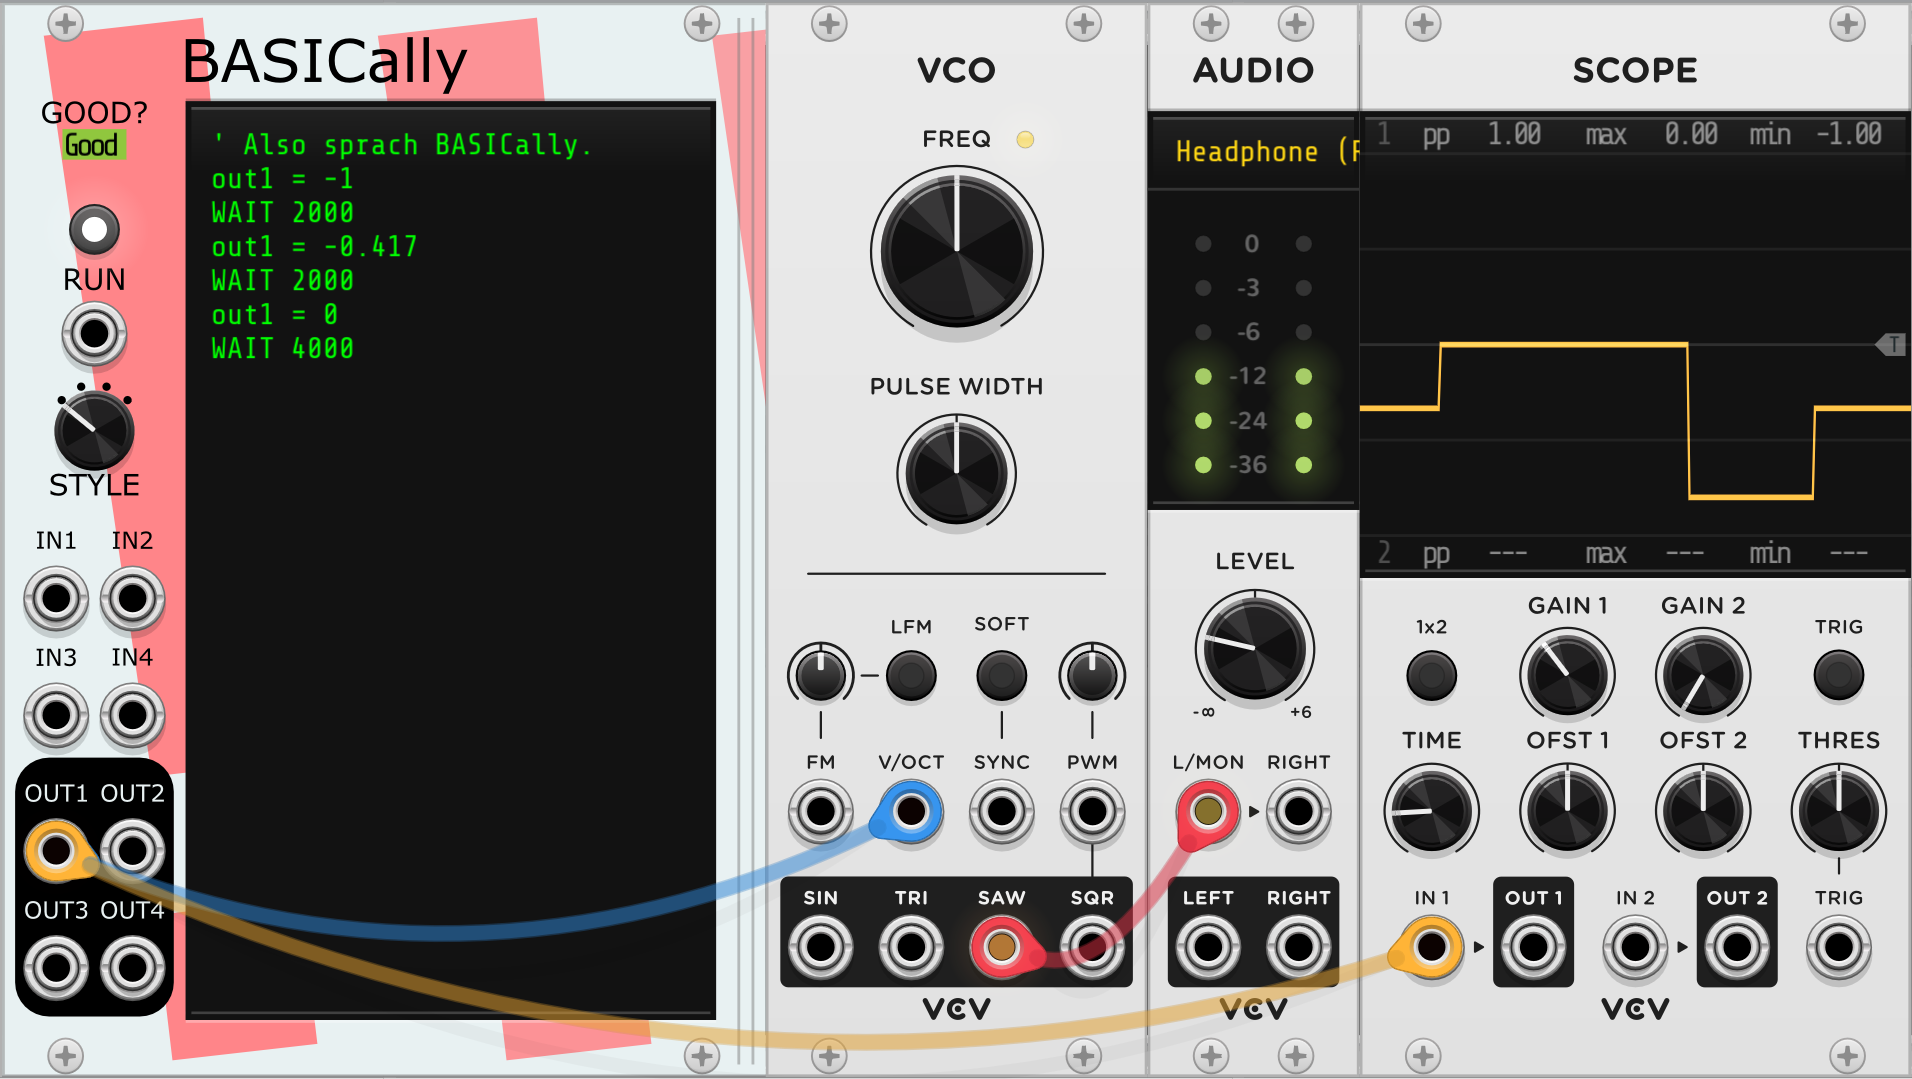 BASICally
GOOD?
Good
RUN
STYLE
IN1 IN2
IN3 IN4
OUT1 OUT2
OUT3 OUT4
' Also sprach BASICally.
out1 = -1
WAIT 2000
out1 = -0.417
WAIT 2000
out1 = 0
WAIT 4000
VCO
FREQ
PULSE WIDTH
LFM SOFT
FM V/OCT SYNC PWM
SIN TRI SAW SQR
VCV
AUDIO
Headphone (
0
-3
-6
-12
-24
-36
LEVEL
-∞ +6
L/MON RIGHT
LEFT RIGHT
VCV
SCOPE
1 pp 1.00 max 0.00 min -1.00
T
2 pp --- max --- min ---
1x2 GAIN 1 GAIN 2 TRIG
TIME OFST 1 OFST 2 THRES
IN 1 OUT 1 IN 2 OUT 2 TRIG
VCV